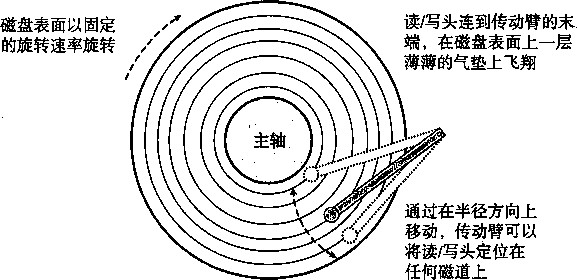 磁盘表面以固定
的旋转速率旋转
读/写头连到传动臂的末
端，在磁盘表面上一层
薄薄的气垫上飞翔
主轴
通过在半径方向上
移动，传动臂可以
将读/写头定位在
任何磁道上